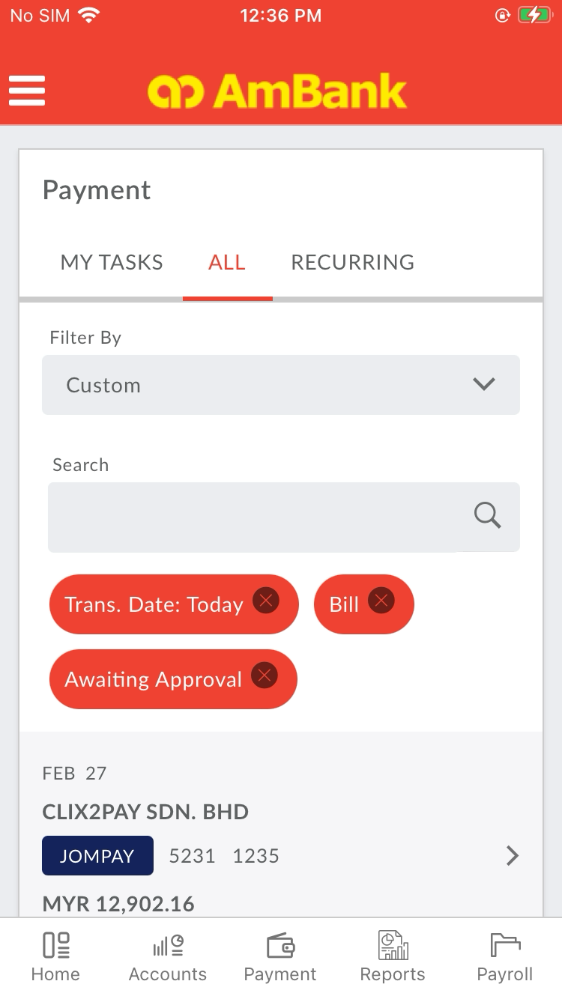 No SIM 12:36 PM
AmBank
Payment
MY TASKS ALL RECURRING
Filter By
Custom
Search
Trans. Date: Today Bill
Awaiting Approval
FEB 27
CLIX2PAY SDN. BHD
JOMPAY 5231 1235
MYR 12,902.16
Home Accounts Payment Reports Payroll